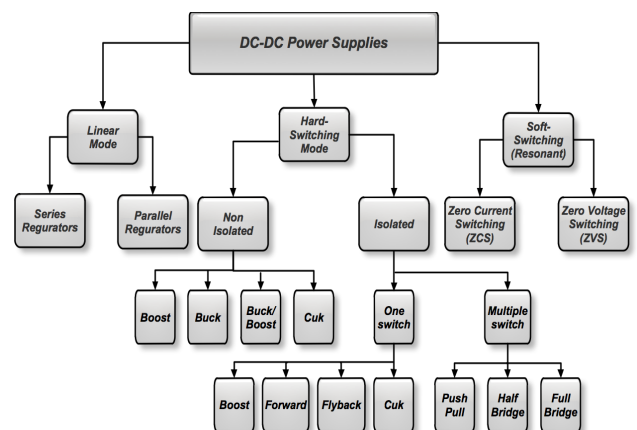 DC-DC Power Supplies
Linear
Mode
Hard-
Switching
Mode
Soft-
Switching
(Resonant)
Series
Regurators
Parallel
Regurators
Non
Isolated
Isolated
Zero Current
Switching
(ZCS)
Zero Voltage
Switching
(ZVS)
Boost
Buck
Buck/
Boost
Cuk
One
switch
Multiple
switch
Boost
Forward
Flyback
Cuk
Push
Pull
Half
Bridge
Full
Bridge